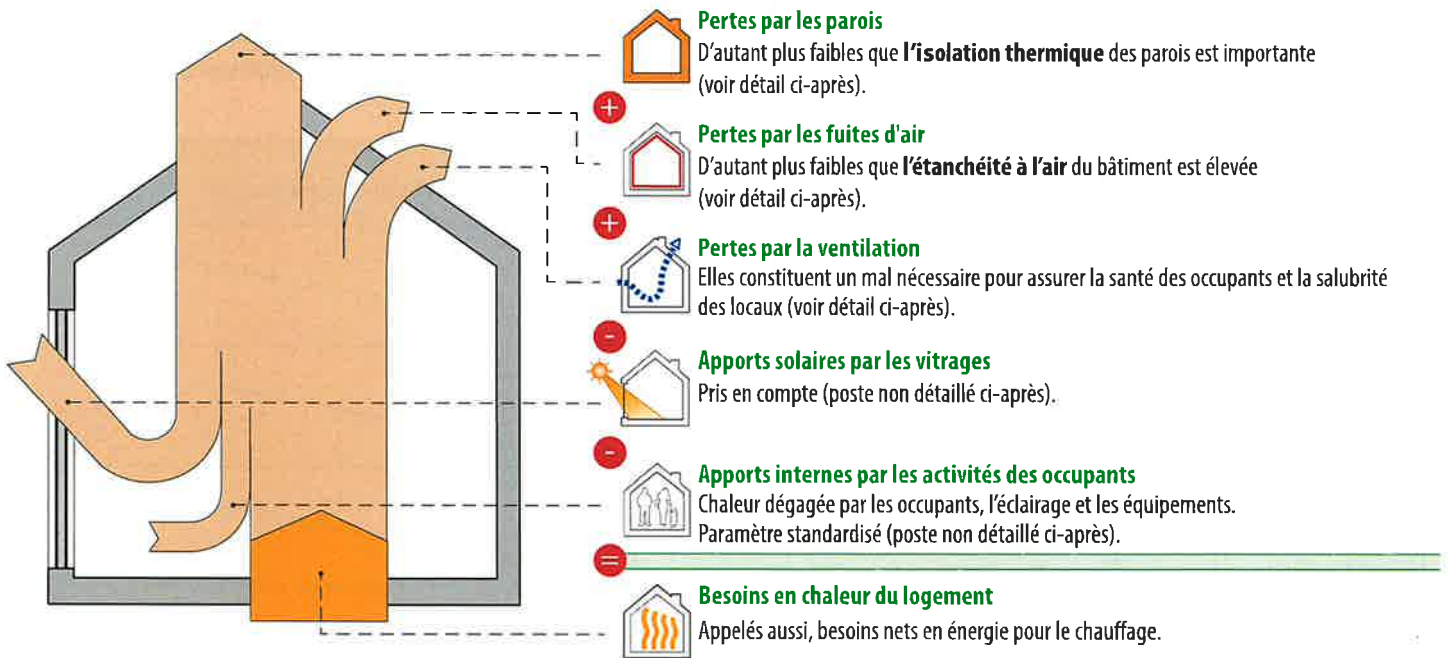 Pertes par les parois
D'autant plus faibles que l'isolation thermique des parois est importante
(voir détail ci-après).
+
Pertes par les fuites d'air
D'autant plus faibles que l'étanchéité à l'air du bâtiment est élevée
(voir détail ci-après).
+
Pertes par la ventilation
Elles constituent un mal nécessaire pour assurer la santé des occupants et la salubrité
des locaux (voir détail ci-après).
-
Apports solaires par les vitrages
Pris en compte (poste non détaillé ci-après).
-
Apports internes par les activités des occupants
Chaleur dégagée par les occupants, l'éclairage et les équipements.
Paramètre standardisé (poste non détaillé ci-après).
=
Besoins en chaleur du logement
Appelés aussi, besoins nets en énergie pour le chauffage.